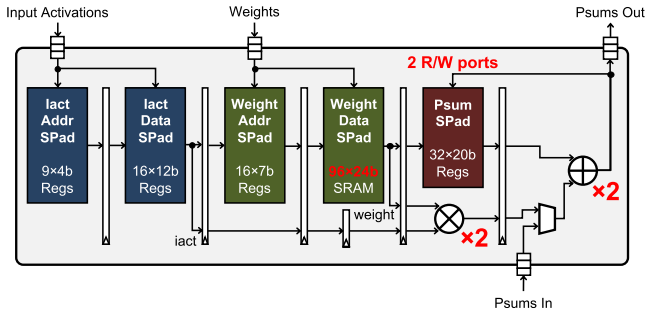 Input Activations
Weights
Psums Out
2 R/W ports
Iact
Addr
SPad
9×4b
Regs
Iact
Data
SPad
16×12b
Regs
Weight
Addr
SPad
16×7b
Regs
Weight
Data
SPad
96×24b
SRAM
Psum
SPad
32×20b
Regs
×2
weight
×2
iact
Psums In